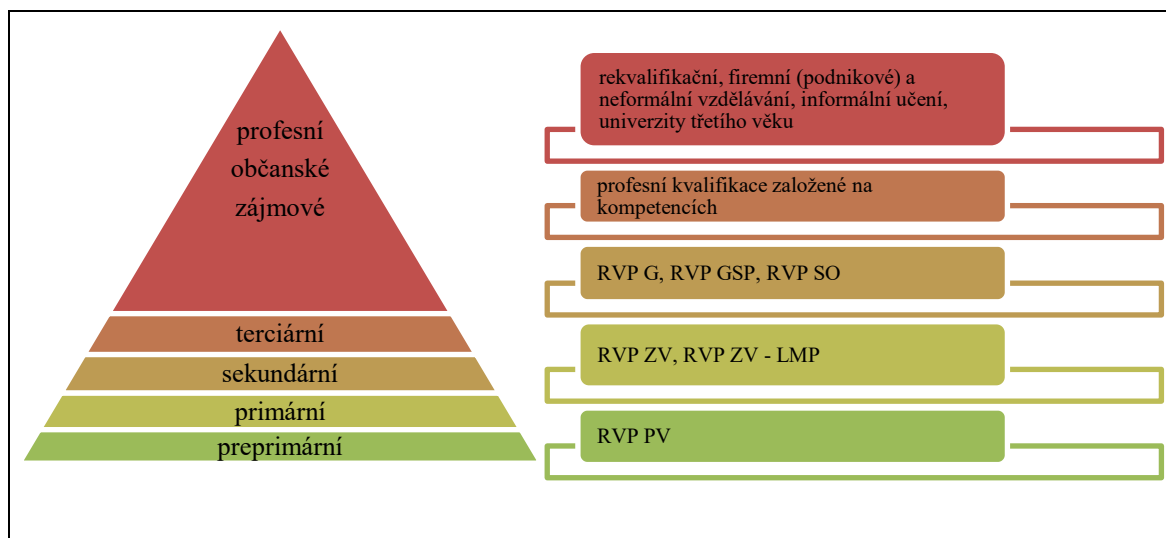 profesní
občanské
zájmové
terciární
sekundární
primární
preprimární
rekvalifikační, firemní (podnikové) a
neformální vzdělávání, informální učení,
univerzity třetího věku
profesní kvalifikace založené na
kompetencích
RVP G, RVP GSP, RVP SO
RVP ZV, RVP ZV - LMP
RVP PV